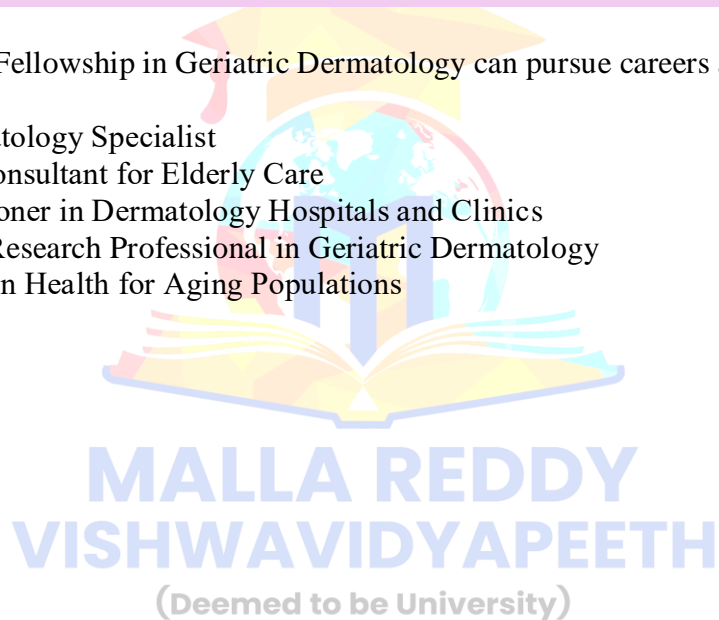 Fellowship in Geriatric Dermatology can pursue careers
tology Specialist
onsultant for Elderly Care
oner in Dermatology Hospitals and Clinics
Research Professional in Geriatric Dermatology
n Health for Aging Populations
MALLA REDDY
VISHWAVIDYAPEETH
(Deemed to be University)